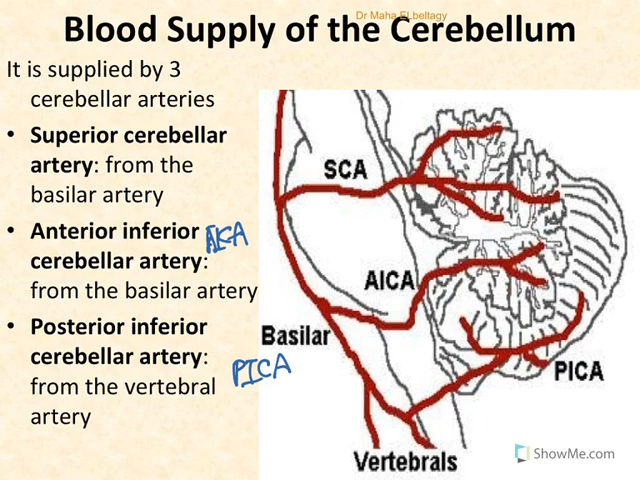 Dr Maha ELbeltagy
Blood Supply of the Cerebellum
It is supplied by 3
cerebellar arteries
• Superior cerebellar
artery: from the
basilar artery
• Anterior inferior
cerebellar artery:
from the basilar artery
• Posterior inferior
cerebellar artery:
from the vertebral
artery
AICA
PICA
SCA
AICA
Basilar
PICA
Vertebrals
ShowMe.com